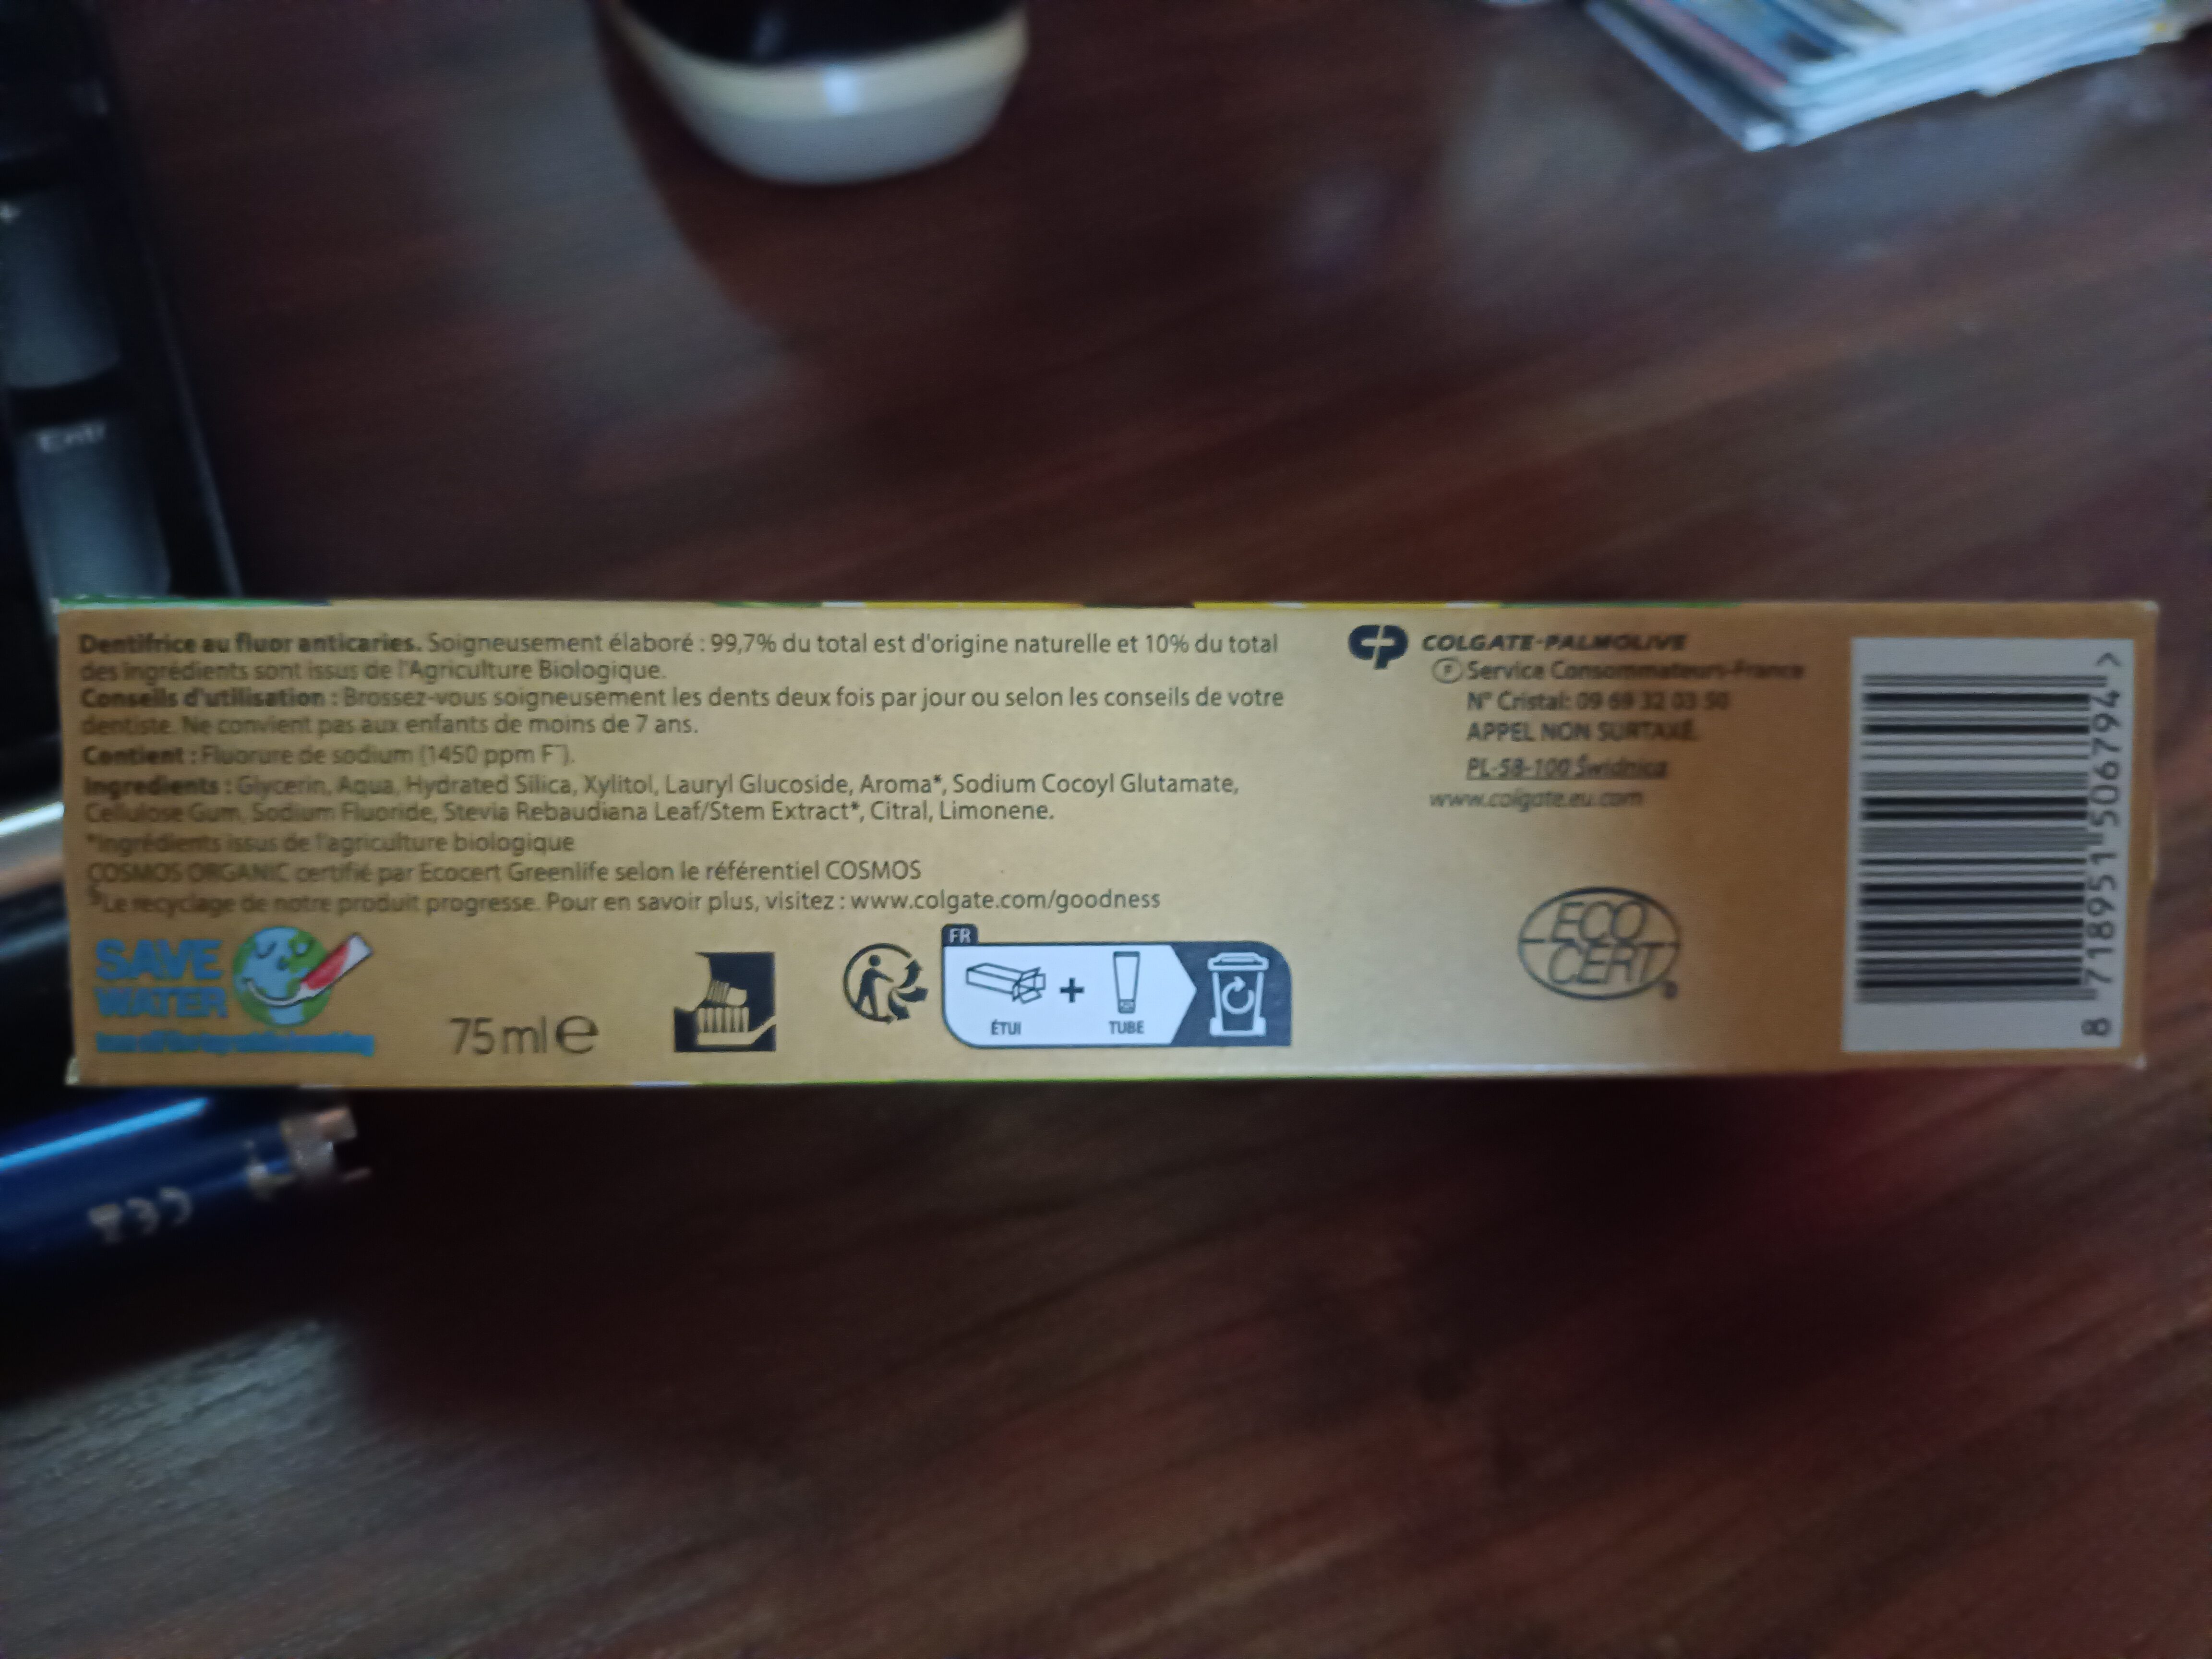 Entr
Dentifrice au fluor anticaries. Soigneusement élaboré : 99,7% du total est d'origine naturelle et 10% du total
des ingrédients sont issus de l'Agriculture Biologique.
Conseils d'utilisation : Brossez-vous soigneusement les dents deux fois par jour ou selon les conseils de votre
dentiste. Ne convient pas aux enfants de moins de 7 ans.
Contient : Fluorure de sodium (1450 ppm F⁻).
Ingredients : Glycerin, Aqua, Hydrated Silica, Xylitol, Lauryl Glucoside, Aroma*, Sodium Cocoyl Glutamate,
Cellulose Gum, Sodium Fluoride, Stevia Rebaudiana Leaf/Stem Extract*, Citral, Limonene.
*Ingrédients issus de l'agriculture biologique
COSMOS ORGANIC certifié par Ecocert Greenlife selon le référentiel COSMOS
$Le recyclage de notre produit progresse. Pour en savoir plus, visitez : www.colgate.com/goodness
SAVE
WATER
75 ml e
FR
ÉTUI
+
TUBE
CP COLGATE-PALMOLIVE
F Service Consommateurs-France
N° Cristal: 09 69 32 03 50
APPEL NON SURTAXÉ
PL-58-100 Świdnica
www.colgate.eu.com
ECO
CERT
8 718951 506794 >